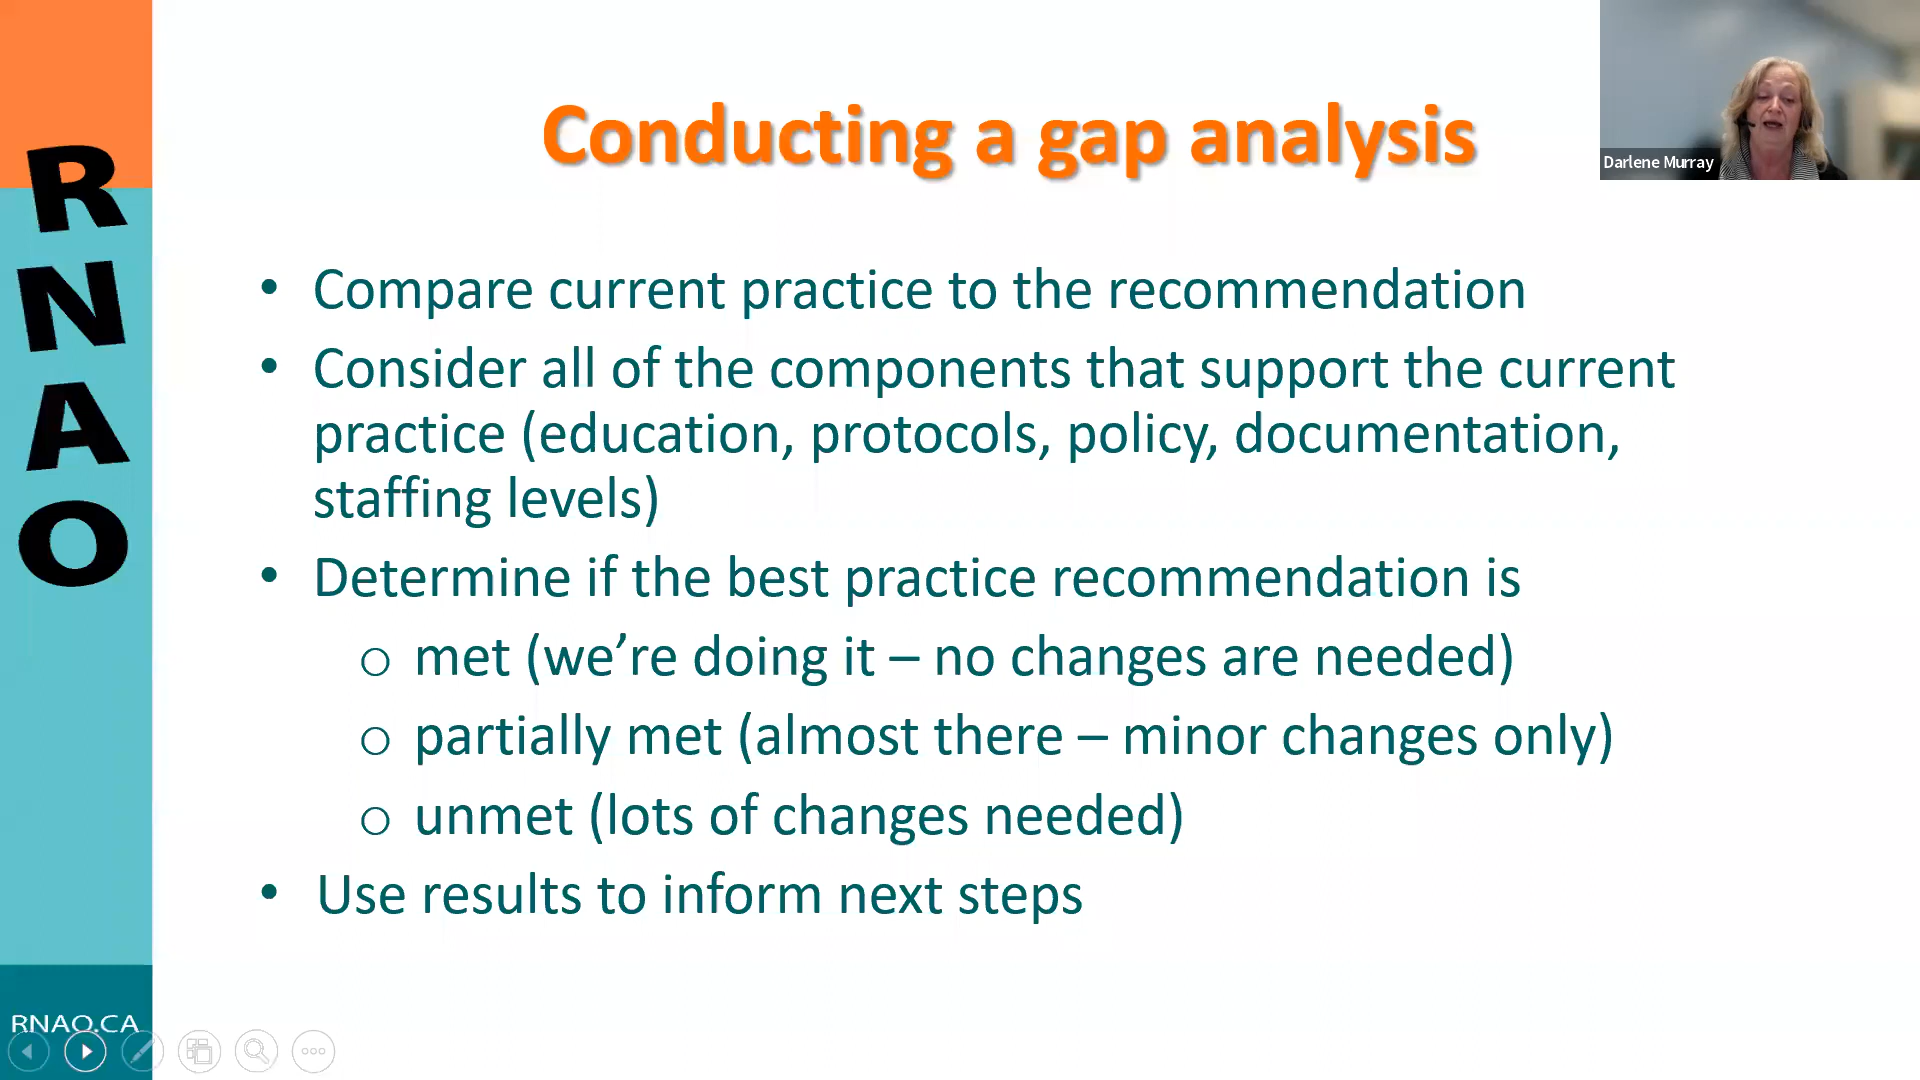 RNAO
Conducting a gap analysis
Darlene Murray
• Compare current practice to the recommendation
• Consider all of the components that support the current
practice (education, protocols, policy, documentation,
staffing levels)
• Determine if the best practice recommendation is
o met (we’re doing it – no changes are needed)
o partially met (almost there – minor changes only)
o unmet (lots of changes needed)
• Use results to inform next steps
RNAO.CA